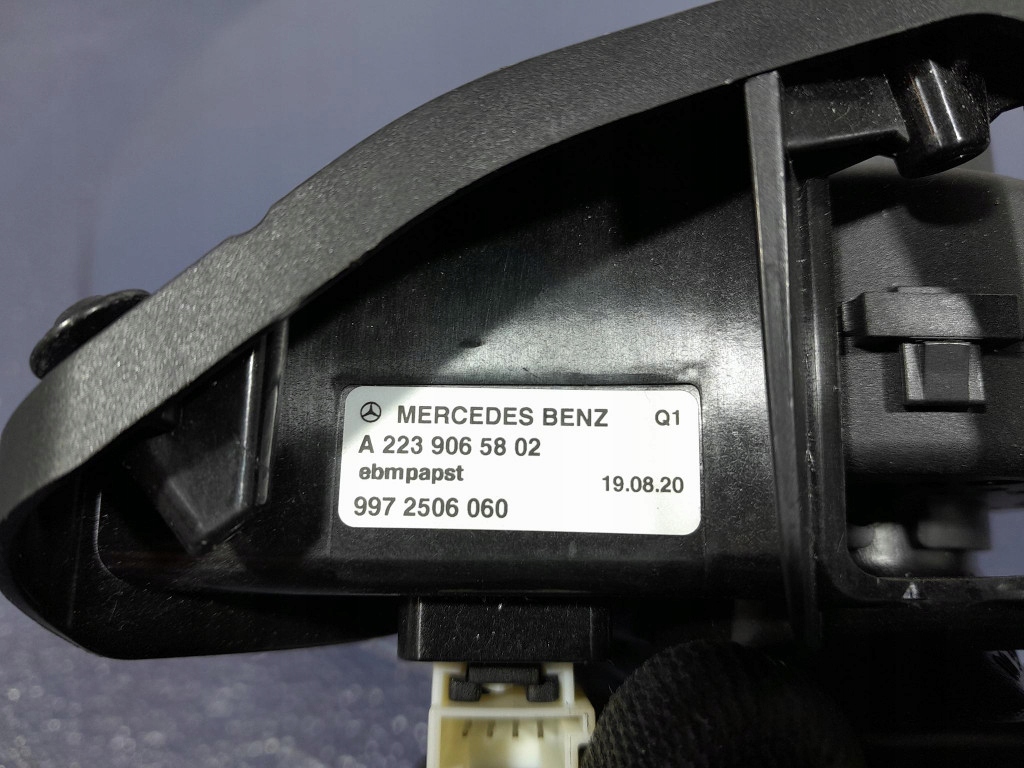 MERCEDES BENZ Q1
A 223 906 58 02
ebmpapst
19.08.20
997 2506 060